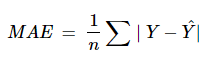 MAE = 1/n ∑ | Y − Ŷ |